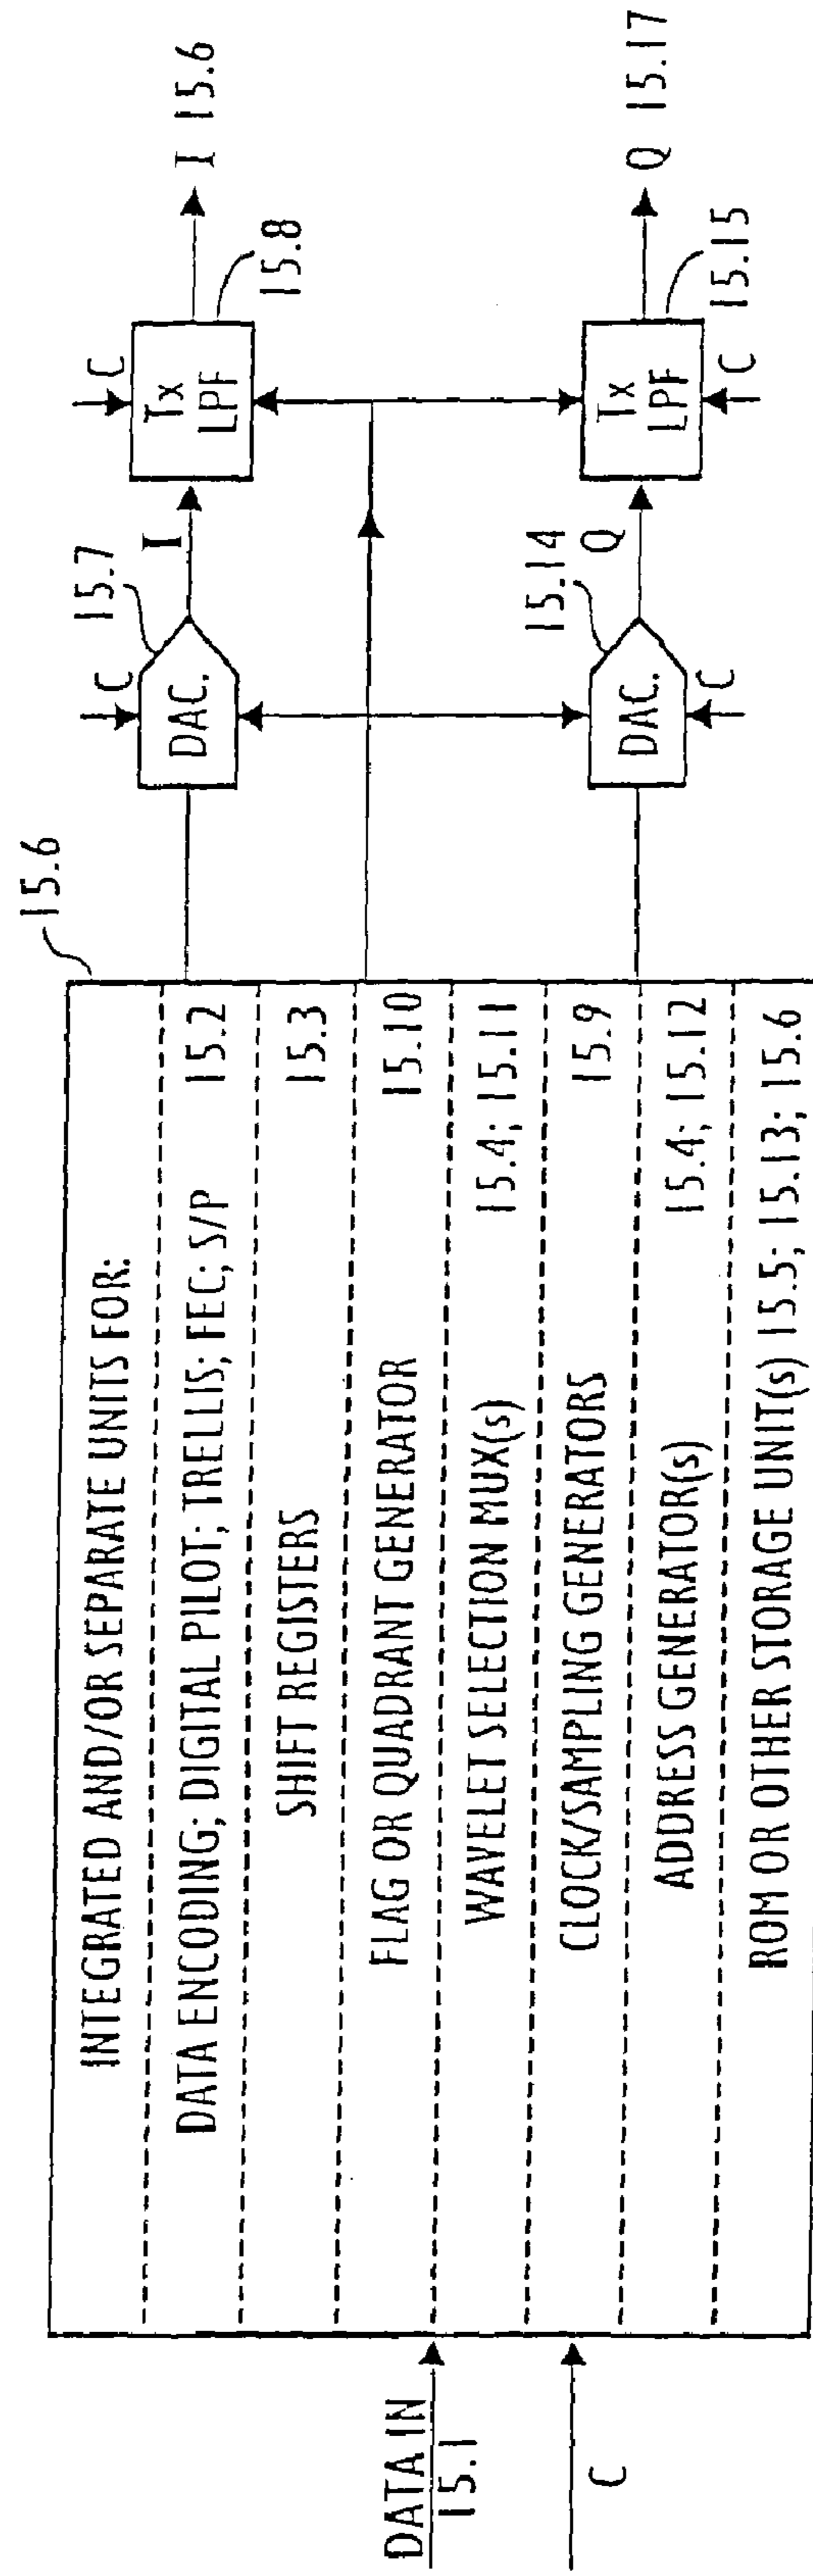 DATA IN
15.1
C
15.6
INTEGRATED AND/OR SEPARATE UNITS FOR:
DATA ENCODING; DIGITAL PILOT; TRELLIS; FEC; S/P 15.2
SHIFT REGISTERS 15.3
FLAG OR QUADRANT GENERATOR 15.10
WAVELET SELECTION MUX(s) 15.4; 15.11
CLOCK/SAMPLING GENERATORS 15.9
ADDRESS GENERATOR(s) 15.4; 15.12
ROM OR OTHER STORAGE UNIT(s) 15.5; 15.13; 15.6
C
15.7
DAC.
I
C
Tx
LPF
15.8
I 15.6
15.14
DAC.
C
Q
Tx
LPF
C
15.15
Q 15.17